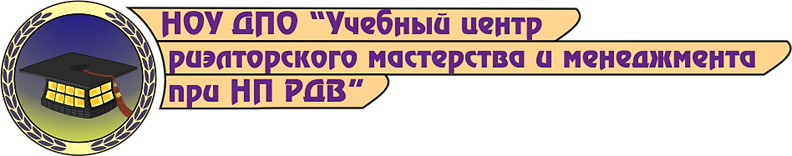 НОУ ДПО "Учебный центр
риэлторского мастерства и менеджмента
при НП РДВ"